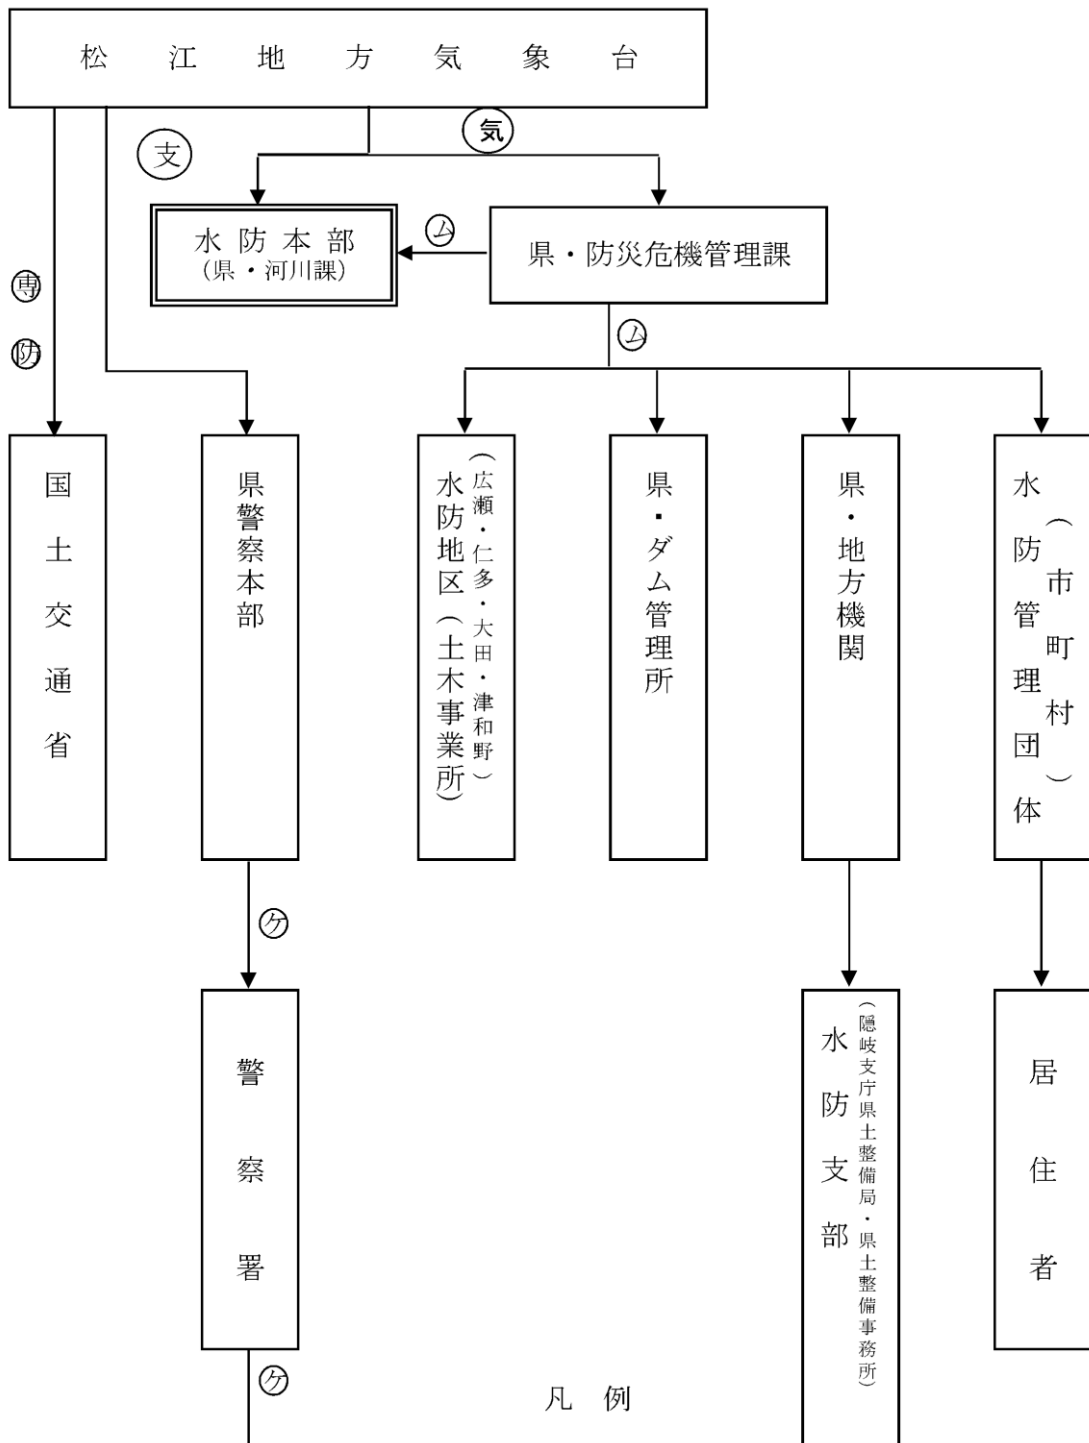 松江地方気象台
支
気
水防本部
(県・河川課)
ム
県・防災危機管理課
専
防
ム
国土交通省
県警察本部
水防地区(土木事業所)
(広瀬・仁多・大田・津和野)
県・ダム管理所
県・地方機関
水防管理団体
(市町村)
ケ
警察署
水防支部
(隠岐支庁県土整備局・県土整備事務所)
居住者
ケ
凡例